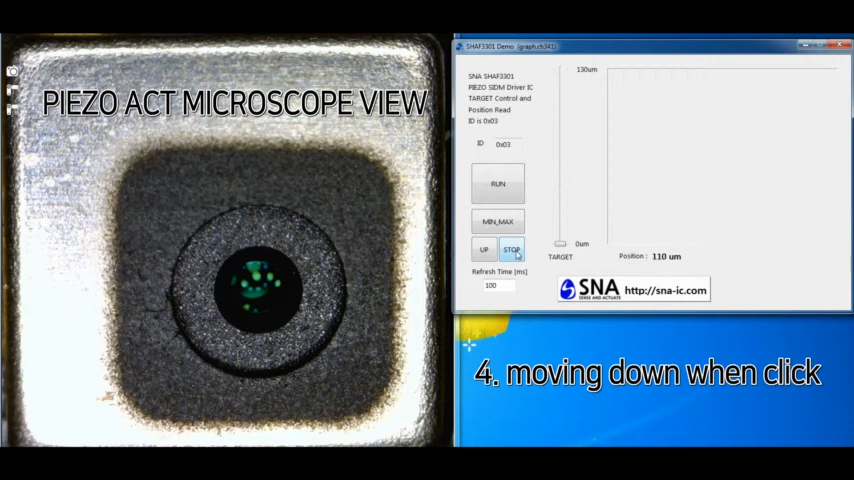 PIEZO ACT MICROSCOPE VIEW
SHAF3301 Demo (graph.ch341)
SNA SHAF3301
PIEZO SIDM Driver IC
TARGET Control and
Position Read
ID is 0x03
ID 0x03
RUN
MIN_MAX
UP STOP
Refresh Time [ms]
100
130um
0um
TARGET
Position : 110 um
SNA http://sna-ic.com
SENSE AND ACTUATE
4. moving down when click